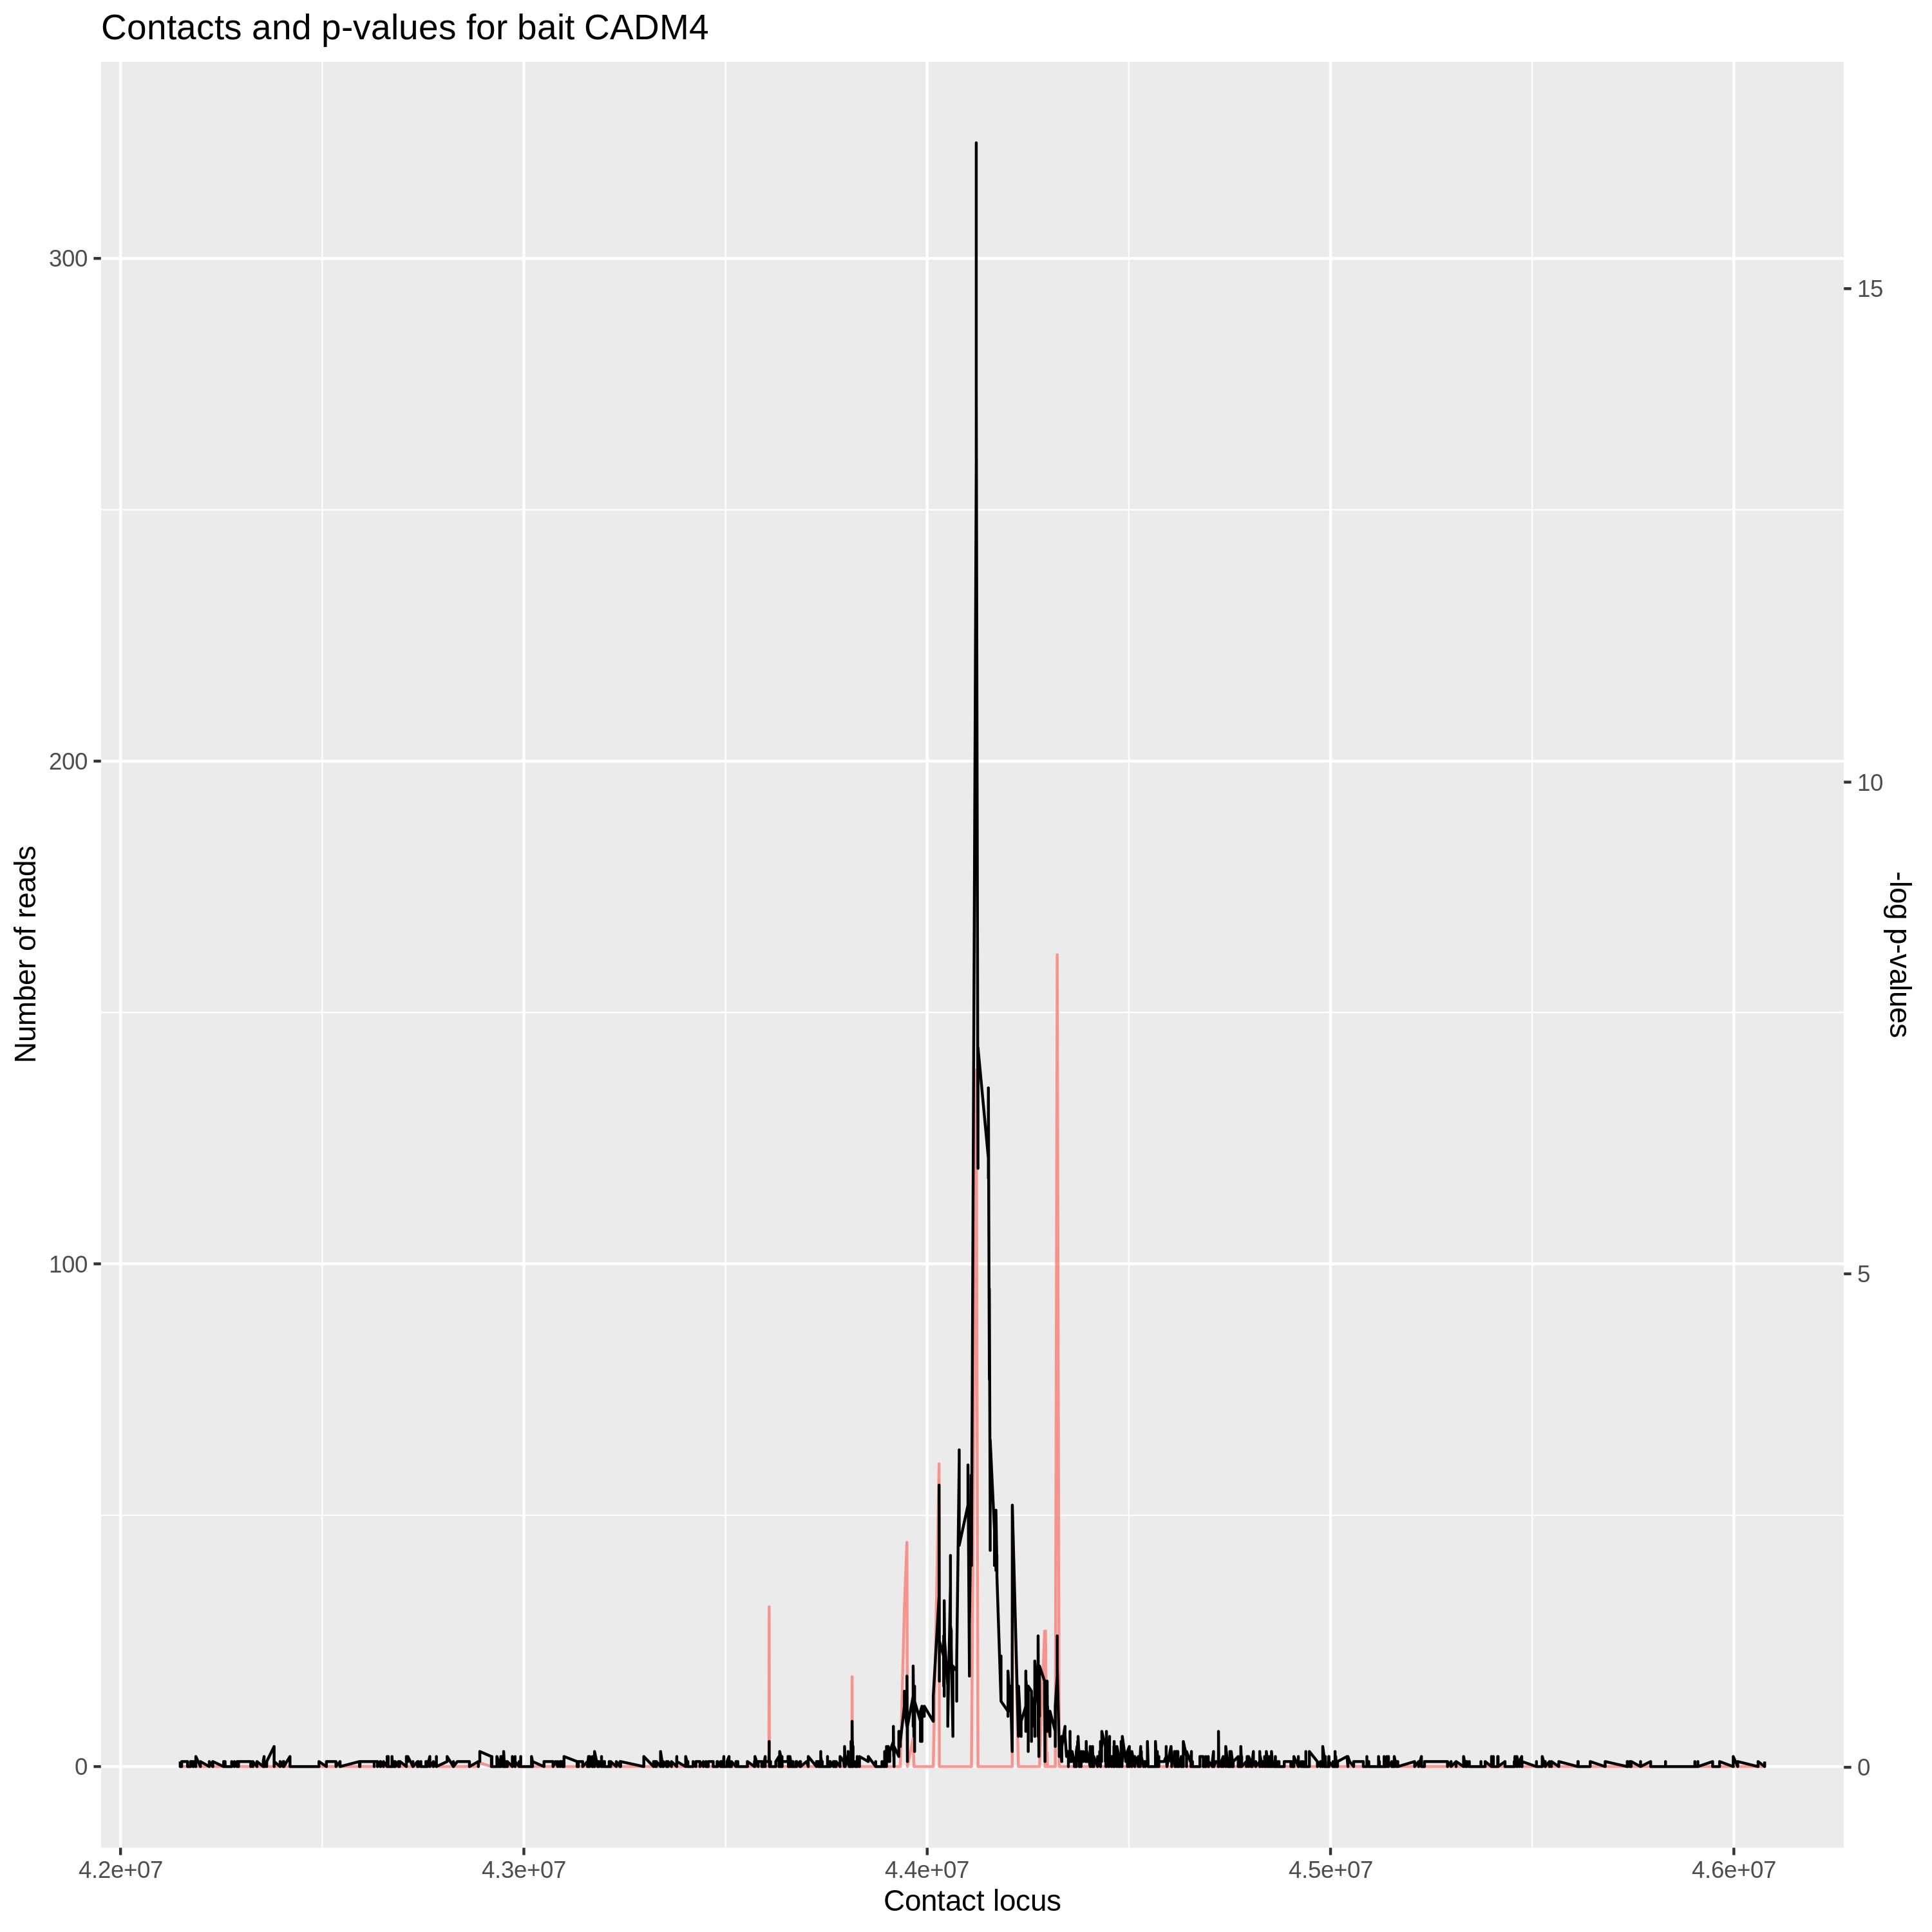 Contacts and p-values for bait CADM4
300
200
100
0
Number of reads
15
10
5
0
-log p-values
4.2e+07
4.3e+07
4.4e+07
4.5e+07
4.6e+07
Contact locus